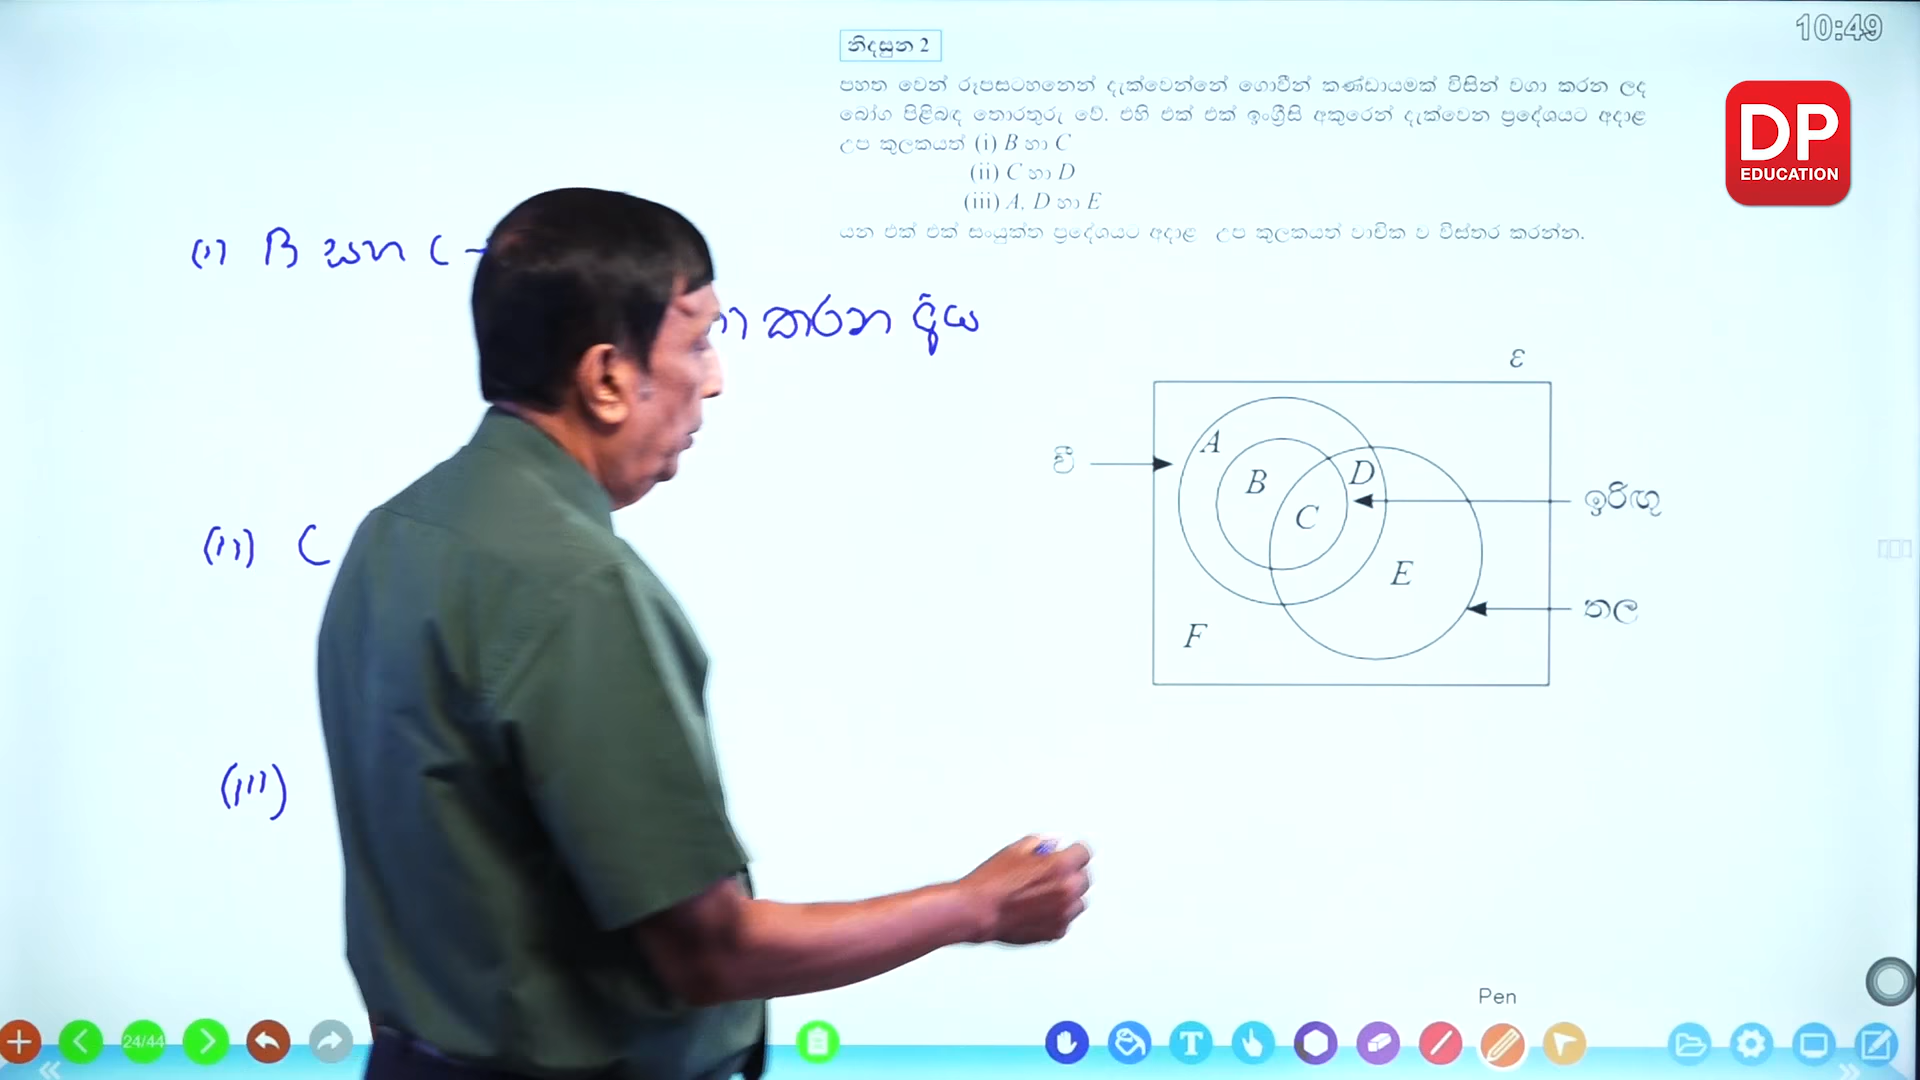 10:49
නිදසුන 2
පහත වෙන් රූපසටහනෙන් දැක්වෙන්නේ ගොවීන් කණ්ඩායමක් විසින් වගා කරන ලද
බෝග පිළිබඳ තොරතුරු වේ. එහි එක් එක් ඉංග්‍රීසි අකුරෙන් දැක්වෙන ප්‍රදේශයට අදාළ
උප කුලකයත් (i) B හා C
(ii) C හා D
(iii) A, D හා E
යන එක් එක් සංයුක්ත ප්‍රදේශයට අදාළ උප කුලකයත් වාචික ව විස්තර කරන්න.
DP
EDUCATION
(i) B සහ C
කරන
(ii) C
(iii)
ε
වී
A
B
C
D
E
F
ඉරිඟු
තල
Pen
24/44
T